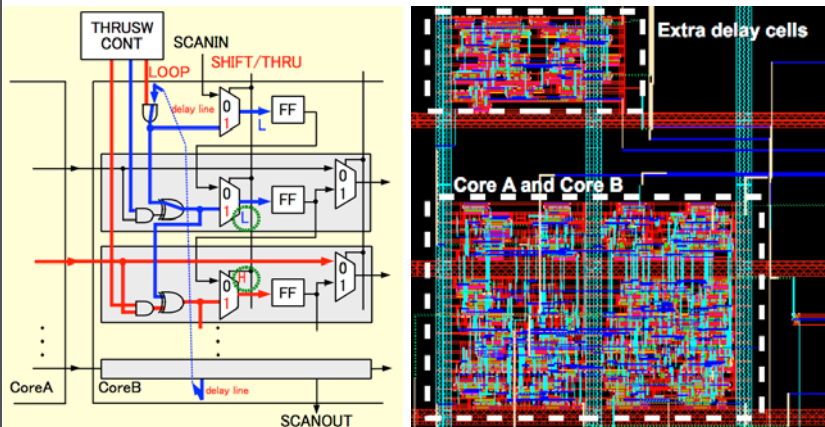 THRUSW
CONT
SCANIN
SHIFT/THRU
LOOP
delay line
0
1
L
FF
0
1
L
FF
0
1
0
1
H
FF
0
1
CoreA
CoreB
delay line
SCANOUT
Extra delay cells
Core A and Core B